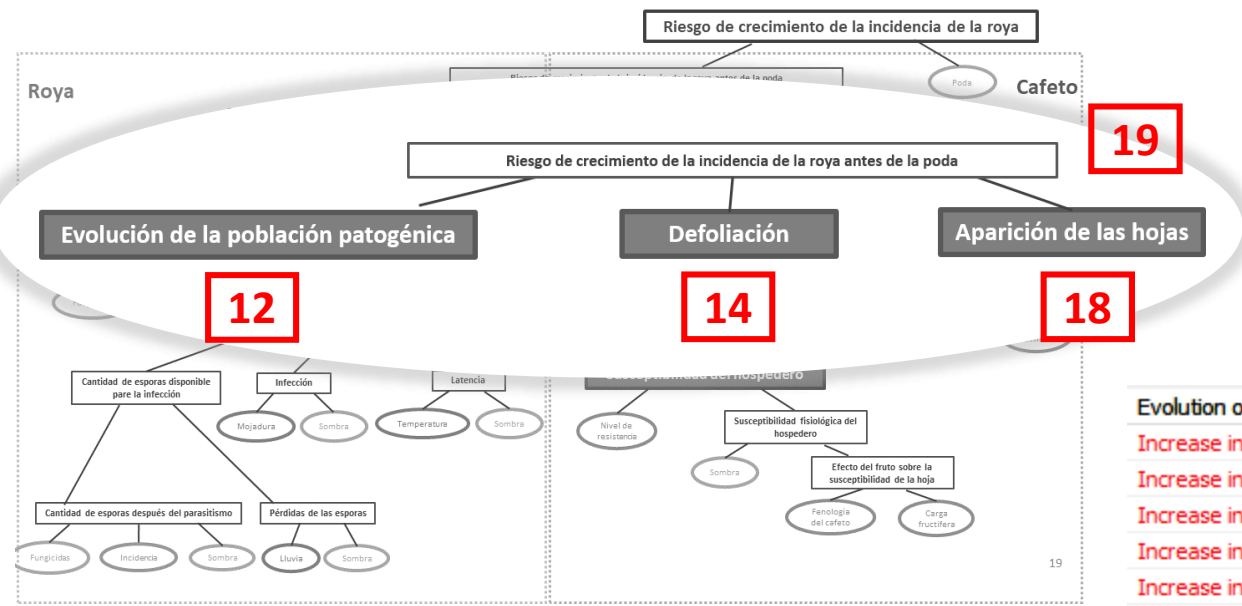 Riesgo de crecimiento de la incidencia de la roya
Roya
Poda
Cafeto
19
Riesgo de crecimiento de la incidencia de la roya antes de la poda
Evolución de la población patogénica
Defoliación
Aparición de las hojas
12
14
18
Cantidad de esporas disponible
pare la infección
Infección
Latencia
Mojadura
Sombra
Temperatura
Sombra
Nivel de
resistencia
Susceptibilidad fisiológica del
hospedero
Sombra
Efecto del fruto sobre la
susceptibilidad de la hoja
Fenología
del cafeto
Carga
fructífera
Cantidad de esporas después del parasitismo
Pérdidas de las esporas
Fungicidas
Incidencia
Sombra
Lluvia
Sombra
19
Evolution o
Increase in
Increase in
Increase in
Increase in
Increase in